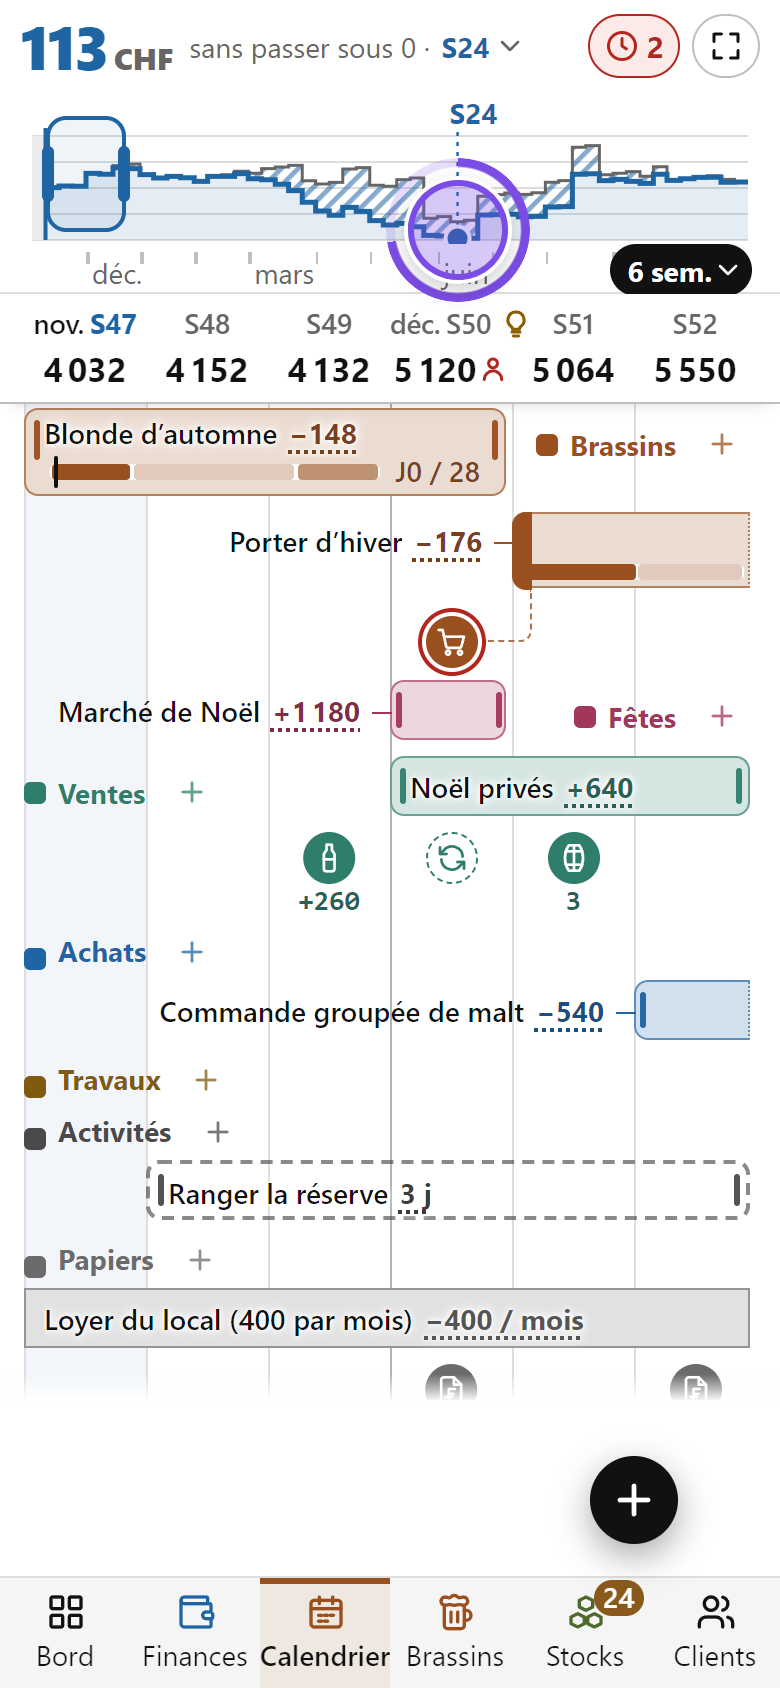 113 CHF sans passer sous 0 · S24
2
S24
déc. mars juin
6 sem.
nov. S47 S48 S49 déc. S50 S51 S52
4 032 4 152 4 132 5 120 5 064 5 550
Blonde d’automne −148
J0 / 28
Brassins +
Porter d’hiver −176
Marché de Noël +1 180
Fêtes +
Ventes +
Noël privés +640
+260 3
Achats +
Commande groupée de malt −540
Travaux +
Activités +
Ranger la réserve 3 j
Papiers +
Loyer du local (400 par mois) −400 / mois
+
24
Bord Finances Calendrier Brassins Stocks Clients